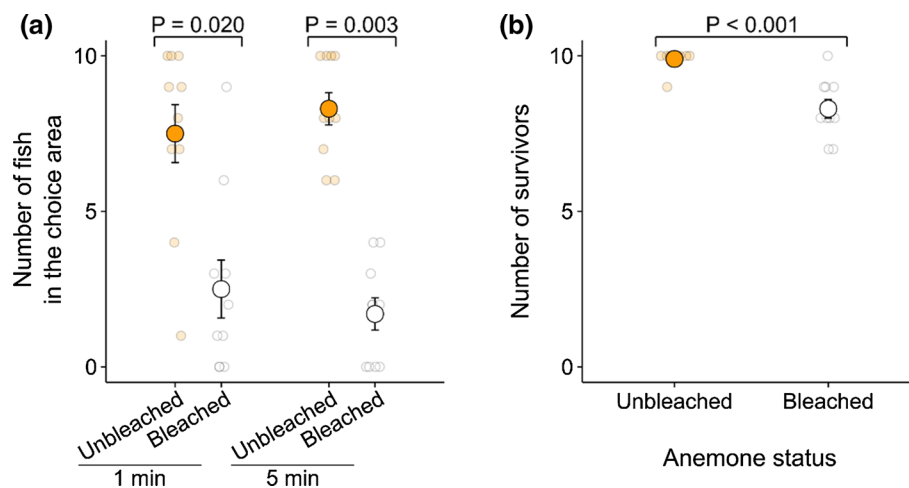 (a)
P = 0.020
P = 0.003
10
5
0
Number of fish
in the choice area
Unbleached
Bleached
Unbleached
Bleached
1 min
5 min
(b)
P < 0.001
10
5
0
Number of survivors
Unbleached
Bleached
Anemone status